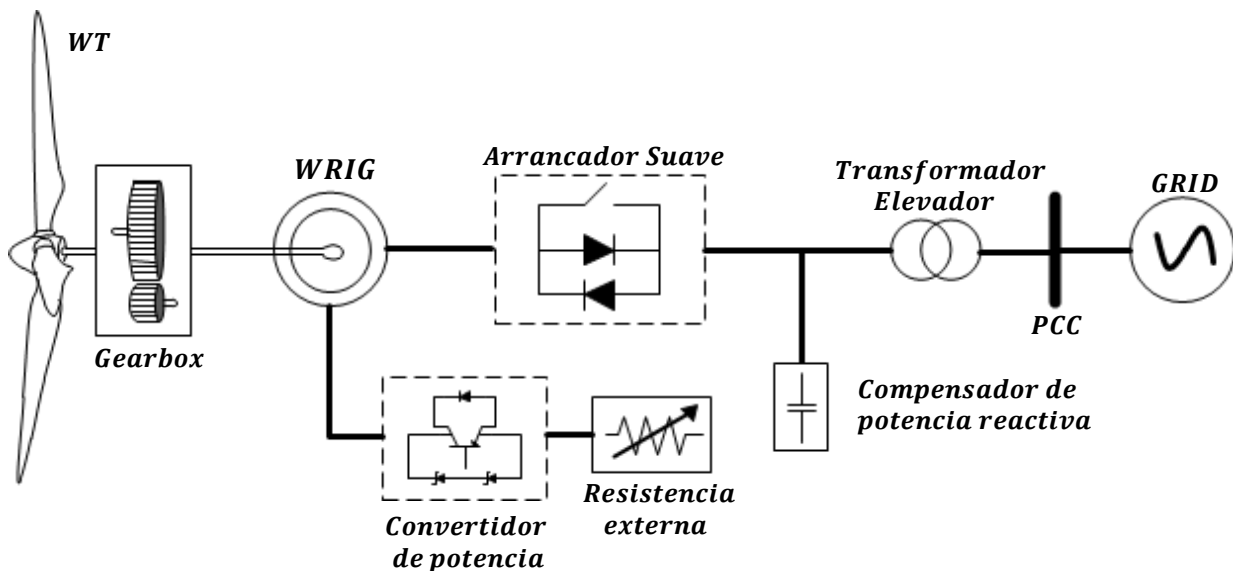 WT
WRIG
Arrancador Suave
Transformador
Elevador
GRID
Gearbox
PCC
Compensador de
potencia reactiva
Resistencia
externa
Convertidor
de potencia